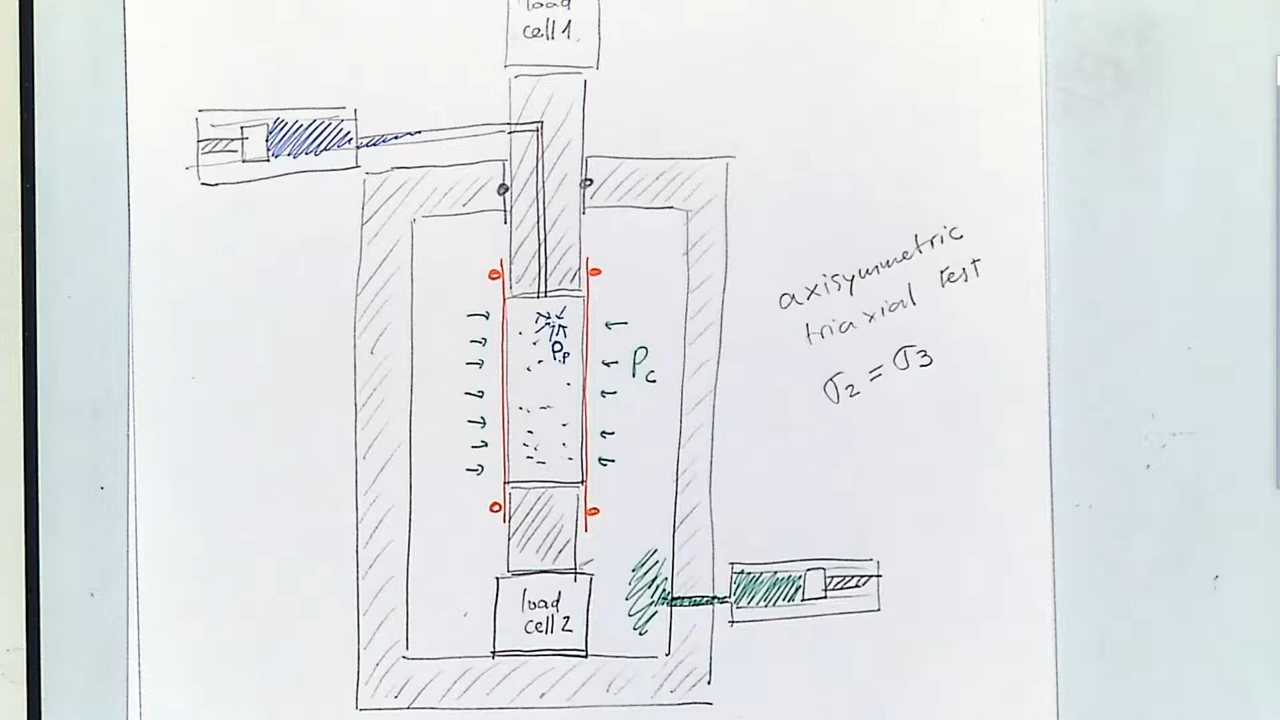 load
cell 1
axisymmetric
triaxial test
σ2 = σ3
Pp
Pc
load
cell 2